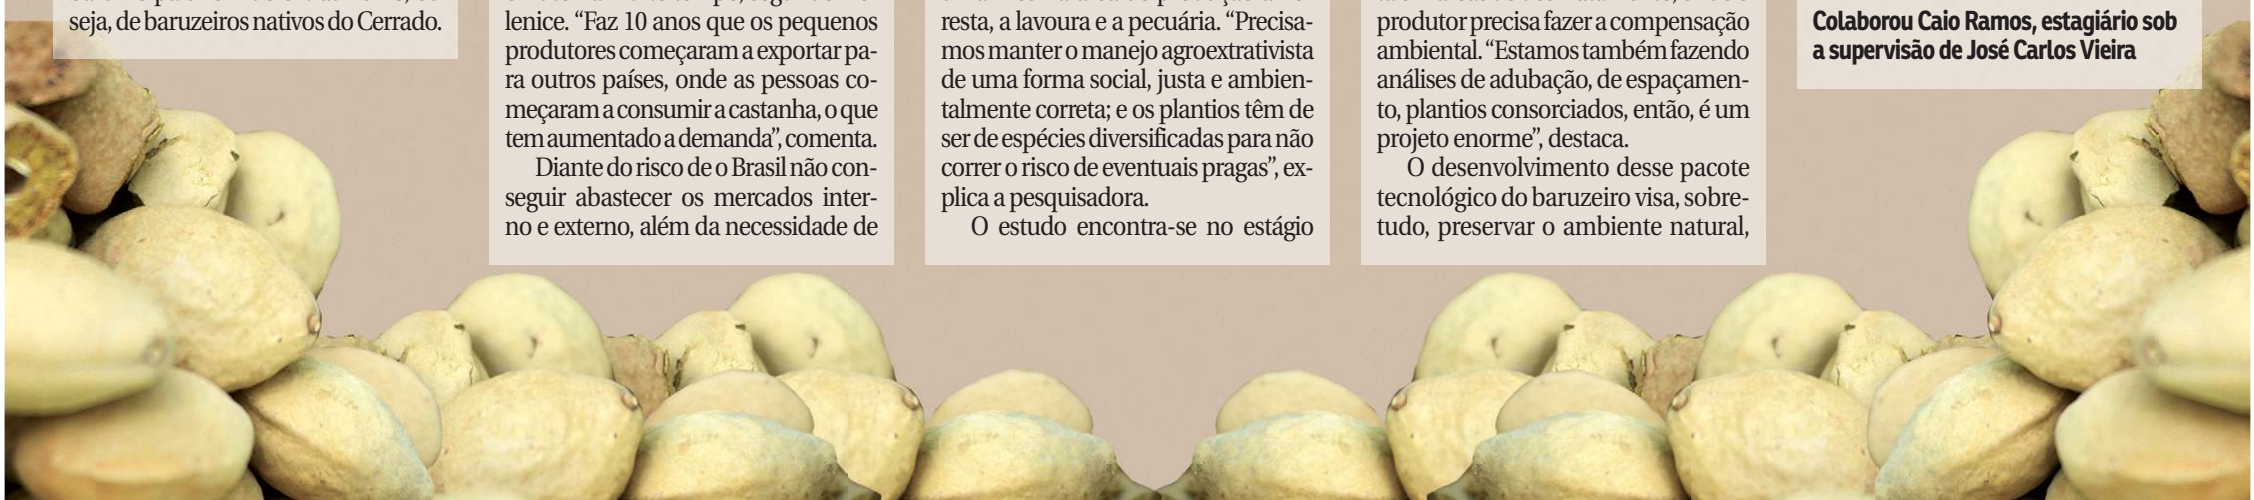 seja, de baruzeiros nativos do Cerrado.
lenice. “Faz 10 anos que os pequenos
produtores começaram a exportar pa-
ra outros países, onde as pessoas co-
meçaram a consumir a castanha, o que
tem aumentado a demanda”, comenta.
Diante do risco de o Brasil não con-
seguir abastecer os mercados inter-
no e externo, além da necessidade de
resta, a lavoura e a pecuária. “Precisa-
mos manter o manejo agroextrativista
de uma forma social, justa e ambien-
talmente correta; e os plantios têm de
ser de espécies diversificadas para não
correr o risco de eventuais pragas”, ex-
plica a pesquisadora.
O estudo encontra-se no estágio
produtor precisa fazer a compensação
ambiental. “Estamos também fazendo
análises de adubação, de espaçamen-
to, plantios consorciados, então, é um
projeto enorme”, destaca.
O desenvolvimento desse pacote
tecnológico do baruzeiro visa, sobre-
tudo, preservar o ambiente natural,
Colaborou Caio Ramos, estagiário sob
a supervisão de José Carlos Vieira